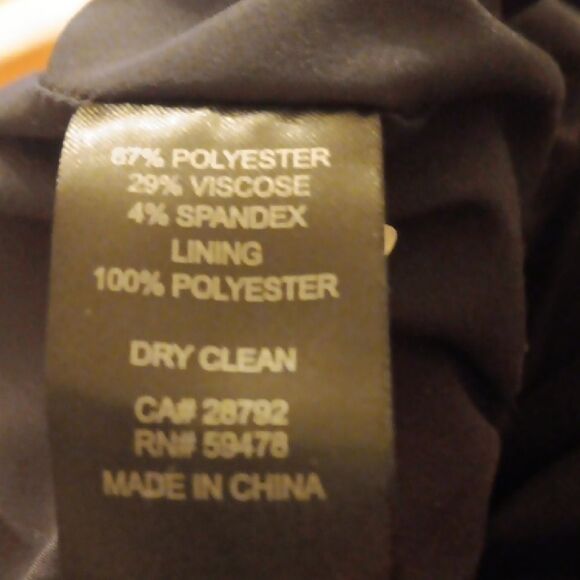 67% POLYESTER
29% VISCOSE
4% SPANDEX
LINING
100% POLYESTER
DRY CLEAN
CA# 28792
RN# 59478
MADE IN CHINA